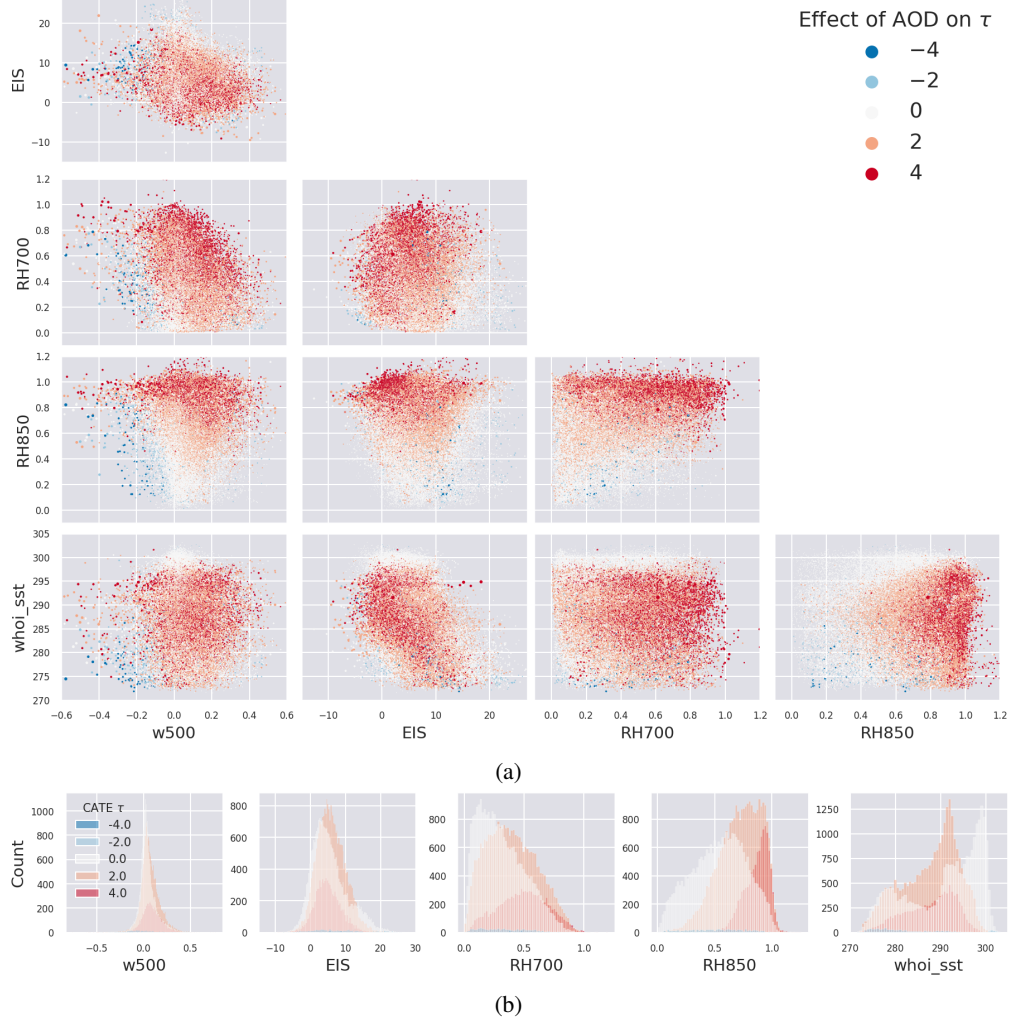 Effect of AOD on τ
−4
−2
0
2
4
20
10
0
−10
EIS
1.2
1.0
0.8
0.6
0.4
0.2
0.0
RH700
1.2
1.0
0.8
0.6
0.4
0.2
0.0
RH850
305
300
295
290
285
280
275
270
whoi_sst
−0.6 −0.4 −0.2 0.0 0.2 0.4 0.6
−10 0 10 20
0.0 0.2 0.4 0.6 0.8 1.0 1.2
0.0 0.2 0.4 0.6 0.8 1.0 1.2
w500 EIS RH700 RH850
(a)
Count
1000
800
600
400
200
0
CATE τ
-4.0
-2.0
0.0
2.0
4.0
−0.5 0.0 0.5
w500
800
600
400
200
0
0 10 20 30
EIS
800
600
400
200
0
0.0 0.5 1.0
RH700
800
600
400
200
0
0.0 0.5 1.0
RH850
1250
1000
750
500
250
0
270 280 290 300
whoi_sst
(b)